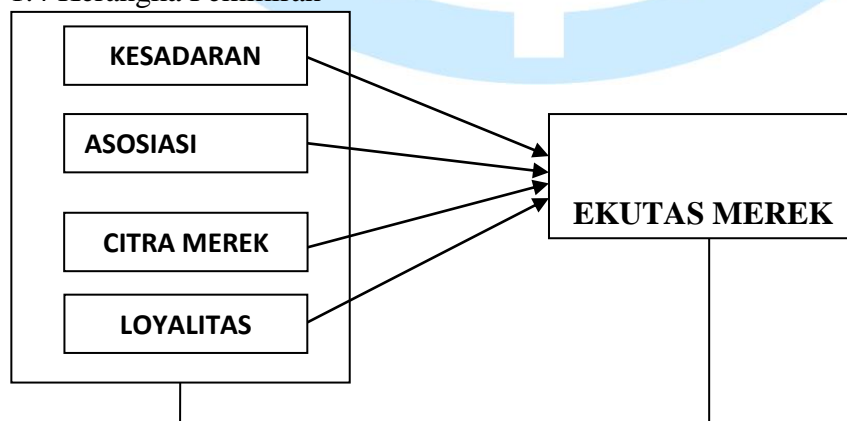 KESADARAN
ASOSIASI
EKUTAS MEREK
CITRA MEREK
LOYALITAS